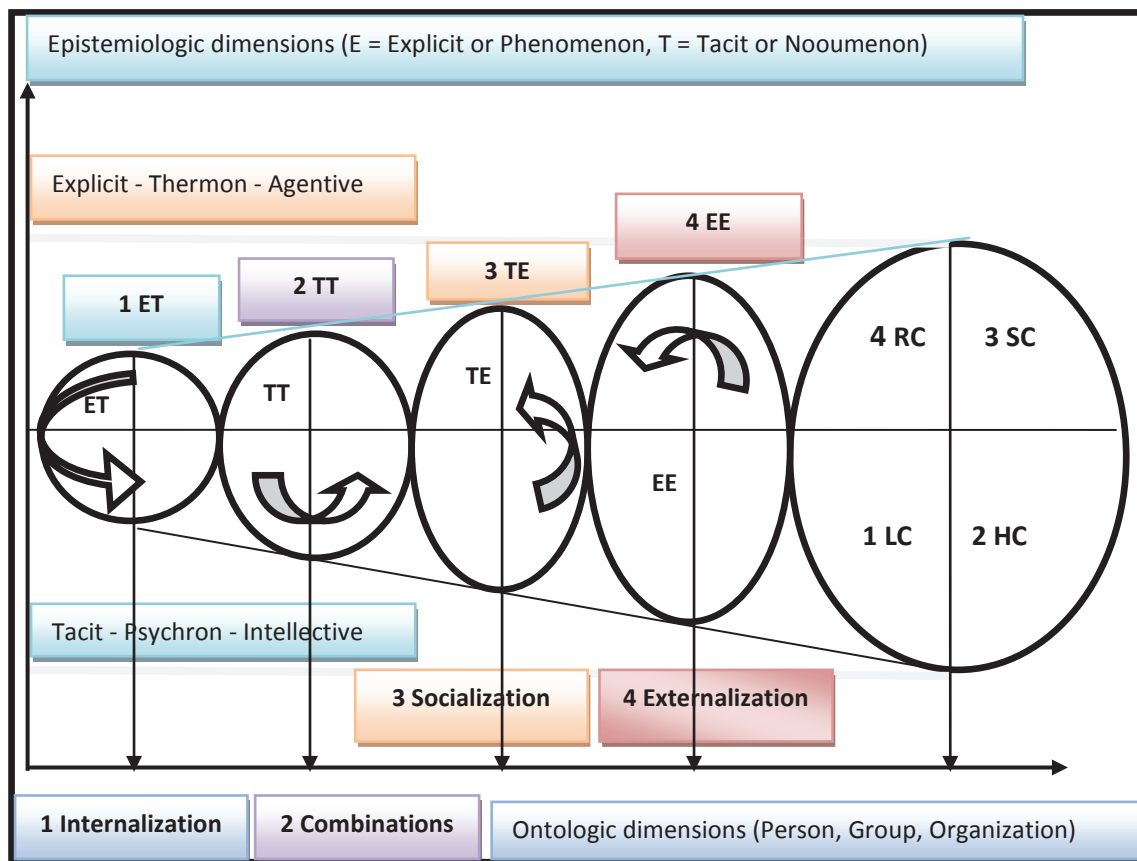 Epistemiologic dimensions (E = Explicit or Phenomenon, T = Tacit or Nooumenon)
Explicit - Thermon - Agentive
4 EE
3 TE
2 TT
1 ET
4 RC
3 SC
TE
TT
ET
EE
1 LC
2 HC
Tacit - Psychron - Intellective
3 Socialization
4 Externalization
1 Internalization
2 Combinations
Ontologic dimensions (Person, Group, Organization)